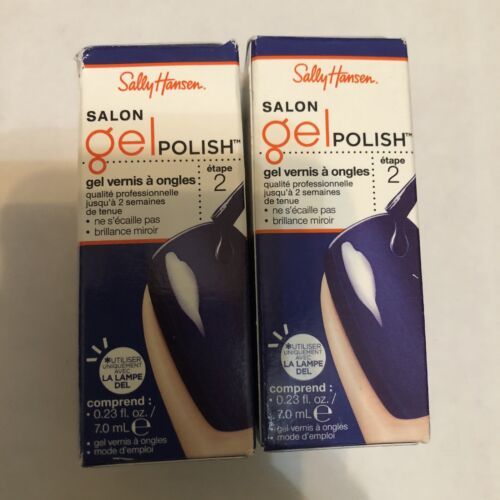 Sally Hansen.
SALON
gel POLISH™
gel vernis à ongles
qualité professionnelle
jusqu'à 2 semaines
de tenue
• ne s'écaille pas
• brillance miroir
étape
2
*UTILISER
UNIQUEMENT
AVEC
LA LAMPE
DEL
comprend :
• 0.23 fl. oz. /
7.0 mL e
• gel vernis à ongles
• mode d'emploi
Sally Hansen.
SALON
gel POLISH™
gel vernis à ongles
qualité professionnelle
jusqu'à 2 semaines
de tenue
• ne s'écaille pas
• brillance miroir
étape
2
*UTILISER
UNIQUEMENT
AVEC
LA LAMPE
DEL
comprend :
• 0.23 fl. oz. /
7.0 mL e
• gel vernis à ongles
• mode d'emploi